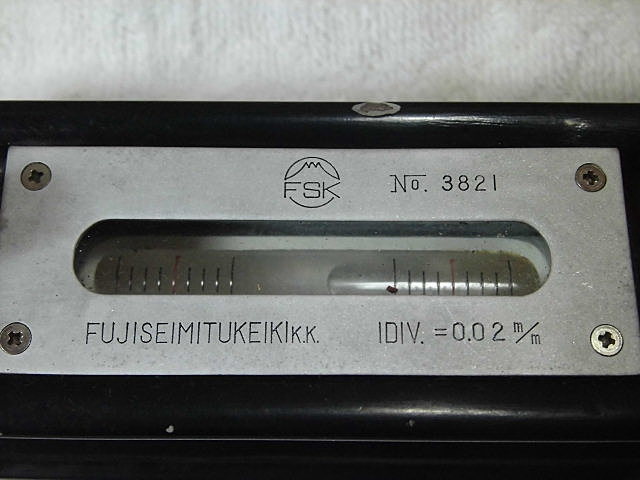 FSK
No. 3821
FUJISEIMITUKEIKI K.K.
1DIV. = 0.02 m/m